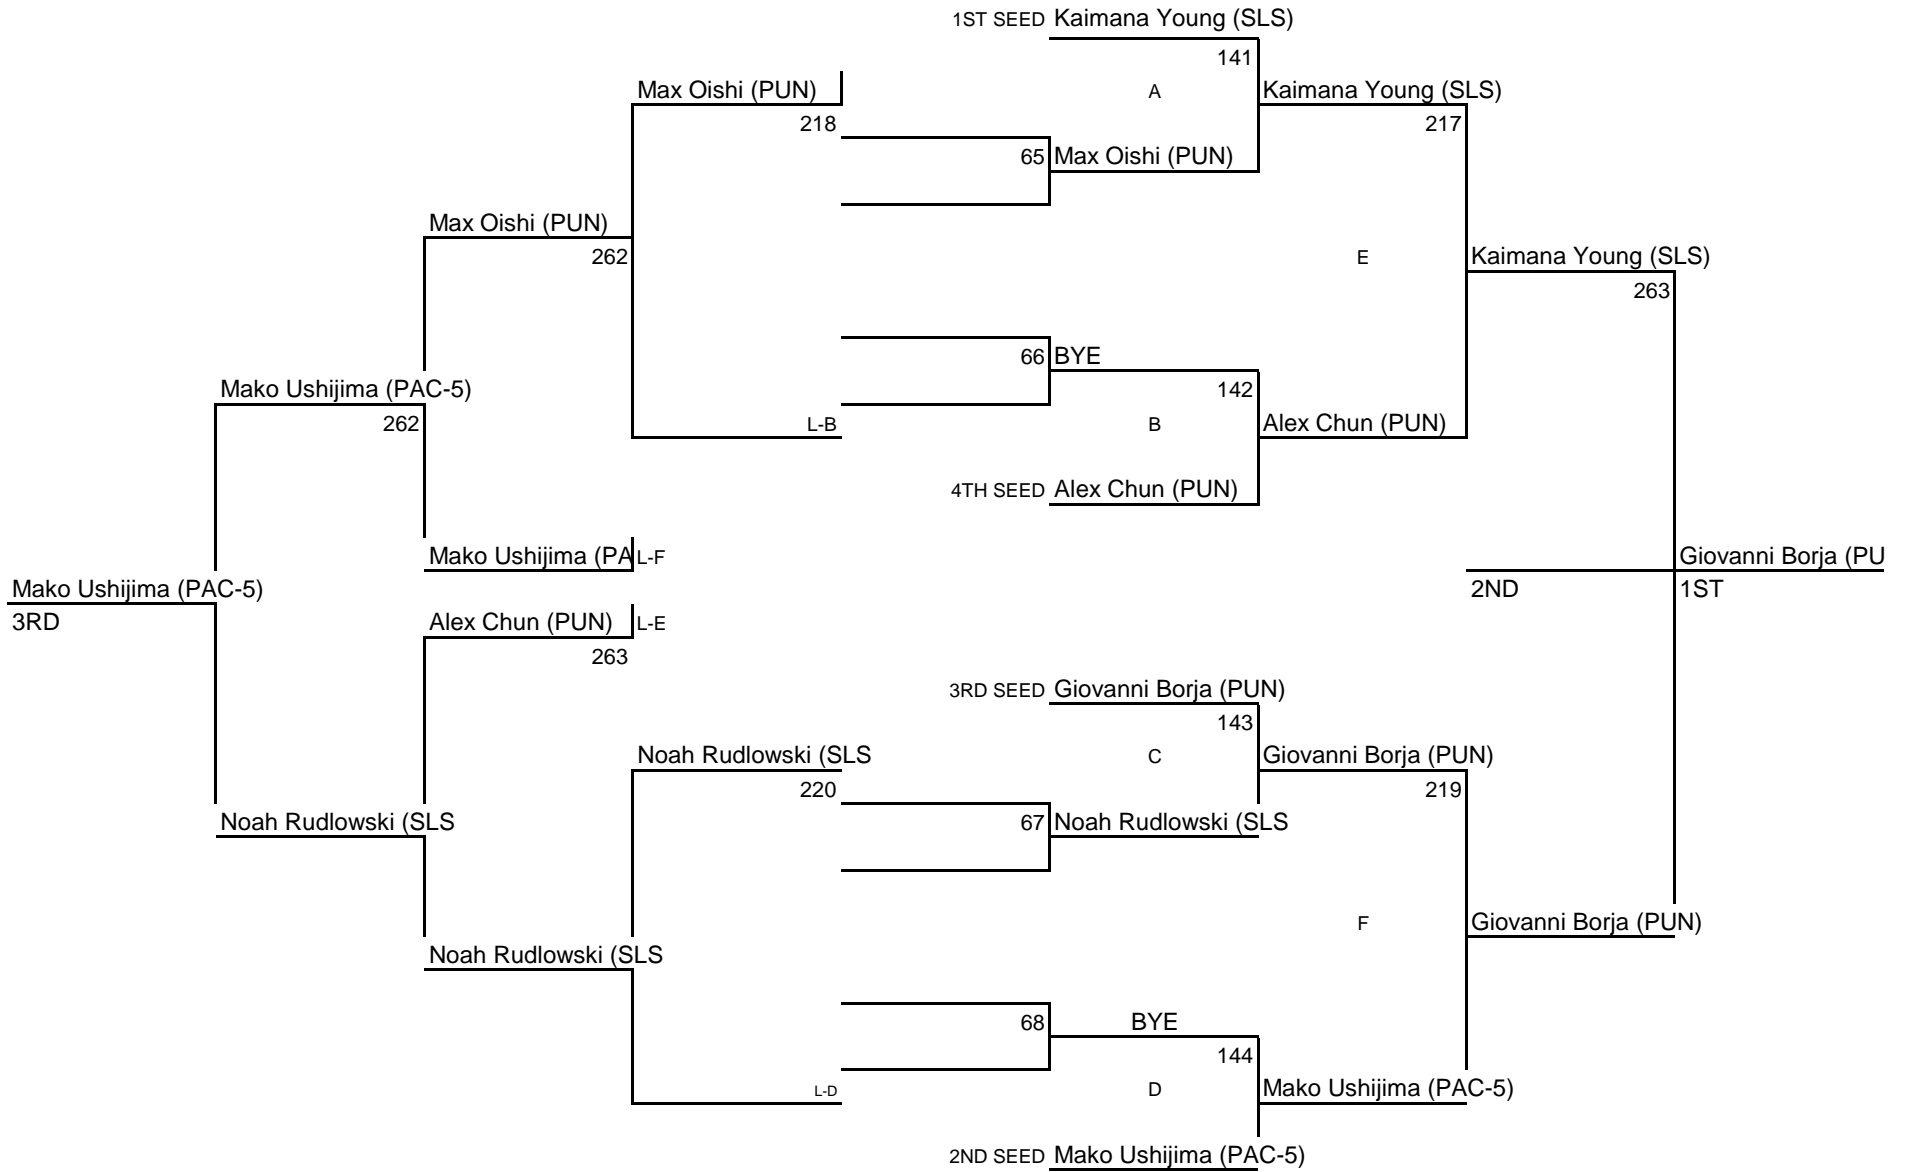 1ST SEED Kaimana Young (SLS)
141
Max Oishi (PUN)
A
Kaimana Young (SLS)
218
217
65 Max Oishi (PUN)
Max Oishi (PUN)
262
E
Kaimana Young (SLS)
263
66 BYE
Mako Ushijima (PAC-5)
142
262
L-B
B
Alex Chun (PUN)
4TH SEED Alex Chun (PUN)
Mako Ushijima (PA L-F
Giovanni Borja (PU
Mako Ushijima (PAC-5)
2ND
1ST
3RD
Alex Chun (PUN) L-E
263
3RD SEED Giovanni Borja (PUN)
143
Noah Rudlowski (SLS
C
Giovanni Borja (PUN)
220
219
Noah Rudlowski (SLS
67 Noah Rudlowski (SLS
F
Giovanni Borja (PUN)
Noah Rudlowski (SLS
68 BYE
144
L-D
D
Mako Ushijima (PAC-5)
2ND SEED Mako Ushijima (PAC-5)